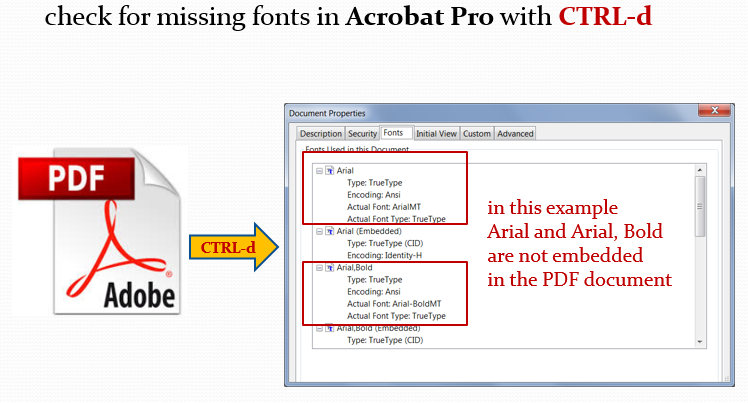 check for missing fonts in Acrobat Pro with CTRL-d
PDF
Adobe
CTRL-d
Document Properties
Description Security Fonts Initial View Custom Advanced
Fonts Used in this Document
Arial
Type: TrueType
Encoding: Ansi
Actual Font: ArialMT
Actual Font Type: TrueType
Arial (Embedded)
Type: TrueType (CID)
Encoding: Identity-H
Arial,Bold
Type: TrueType
Encoding: Ansi
Actual Font: Arial-BoldMT
Actual Font Type: TrueType
Arial,Bold (Embedded)
Type: TrueType (CID)
in this example
Arial and Arial, Bold
are not embedded
in the PDF document